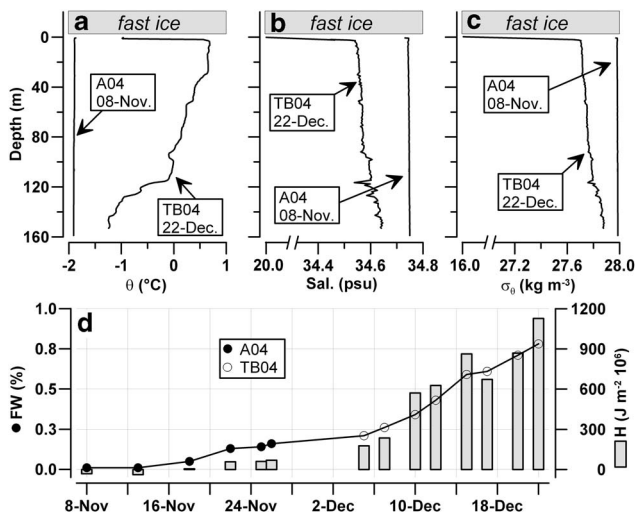 fast ice fast ice fast ice
a b c
0
40
80
120
160
Depth (m)
A04
08-Nov.
TB04
22-Dec.
-2 -1 0 1
θ (°C)
TB04
22-Dec.
A04
08-Nov.
20.0 34.4 34.6 34.8
Sal. (psu)
A04
08-Nov.
TB04
22-Dec.
16.0 27.2 27.6 28.0
σθ (kg m-3)
d
● A04
○ TB04
1.0
0.8
0.5
0.3
0.0
● FW (%)
1200
900
600
300
0
H (J m-2 106)
8-Nov 16-Nov 24-Nov 2-Dec 10-Dec 18-Dec